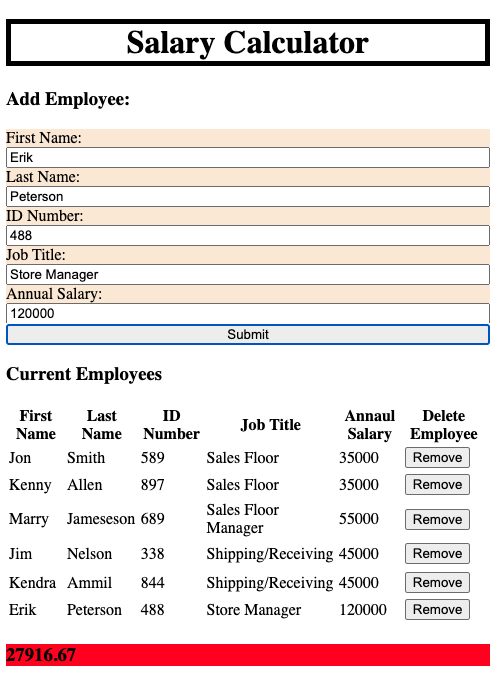 Salary Calculator
Add Employee:
First Name:
Erik
Last Name:
Peterson
ID Number:
488
Job Title:
Store Manager
Annual Salary:
120000
Submit
Current Employees
First Name Last Name ID Number Job Title Annaul Salary Delete Employee
Jon Smith 589 Sales Floor 35000 Remove
Kenny Allen 897 Sales Floor 35000 Remove
Marry Jameseson 689 Sales Floor Manager 55000 Remove
Jim Nelson 338 Shipping/Receiving 45000 Remove
Kendra Ammil 844 Shipping/Receiving 45000 Remove
Erik Peterson 488 Store Manager 120000 Remove
27916.67